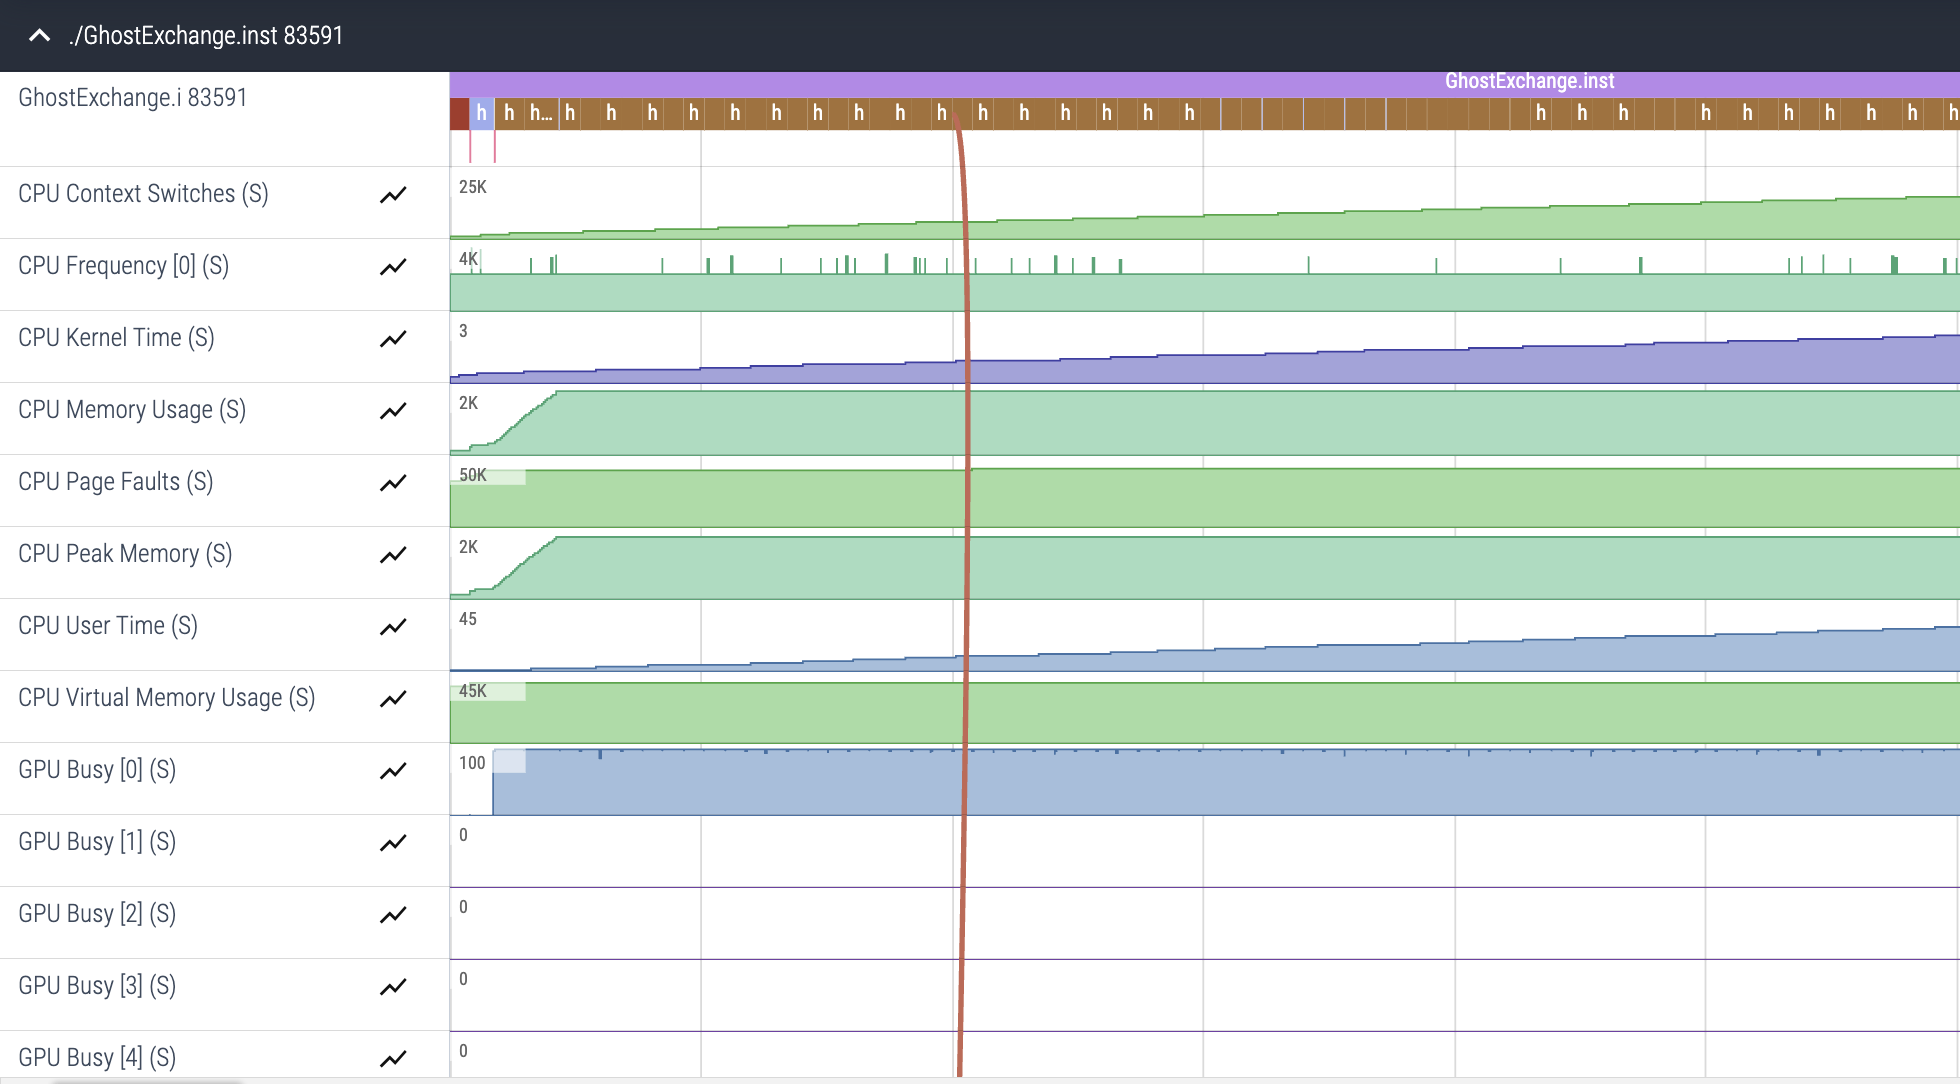 ./GhostExchange.inst 83591
GhostExchange.inst
GhostExchange.i 83591
h h h... h h h h h h h h h h h h h h h h h h h h h h h h h h h
CPU Context Switches (S) 25K
CPU Frequency [0] (S) 4K
CPU Kernel Time (S) 3
CPU Memory Usage (S) 2K
CPU Page Faults (S) 50K
CPU Peak Memory (S) 2K
CPU User Time (S) 45
CPU Virtual Memory Usage (S) 45K
GPU Busy [0] (S) 100
GPU Busy [1] (S) 0
GPU Busy [2] (S) 0
GPU Busy [3] (S) 0
GPU Busy [4] (S) 0